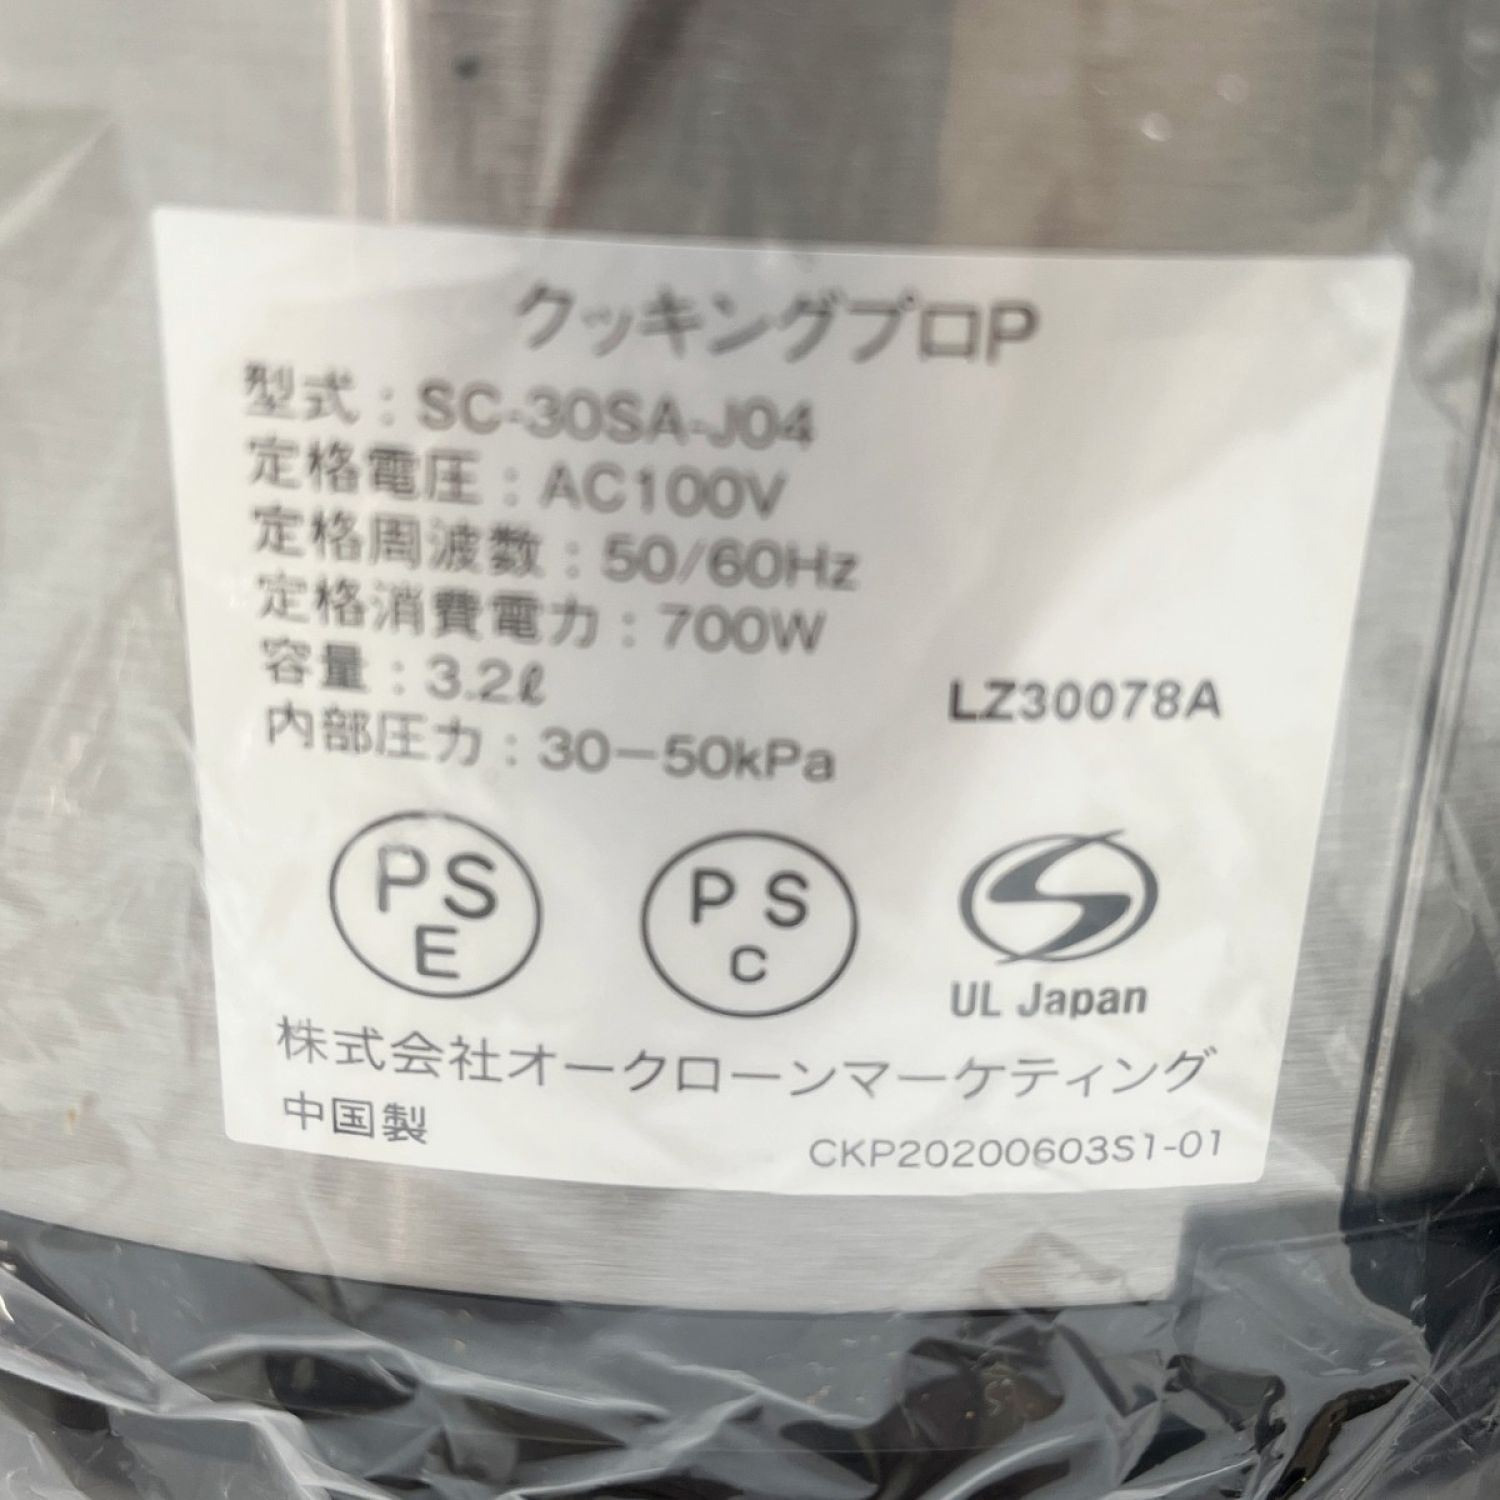 クッキングプロP
型式：SC-30SA-J04
定格電圧：AC100V
定格周波数：50/60Hz
定格消費電力：700W
容量：3.2ℓ
LZ30078A
内部圧力：30−50kPa
PS
E
PS
C
UL Japan
株式会社オークローンマーケティング
中国製
CKP20200603S1-01